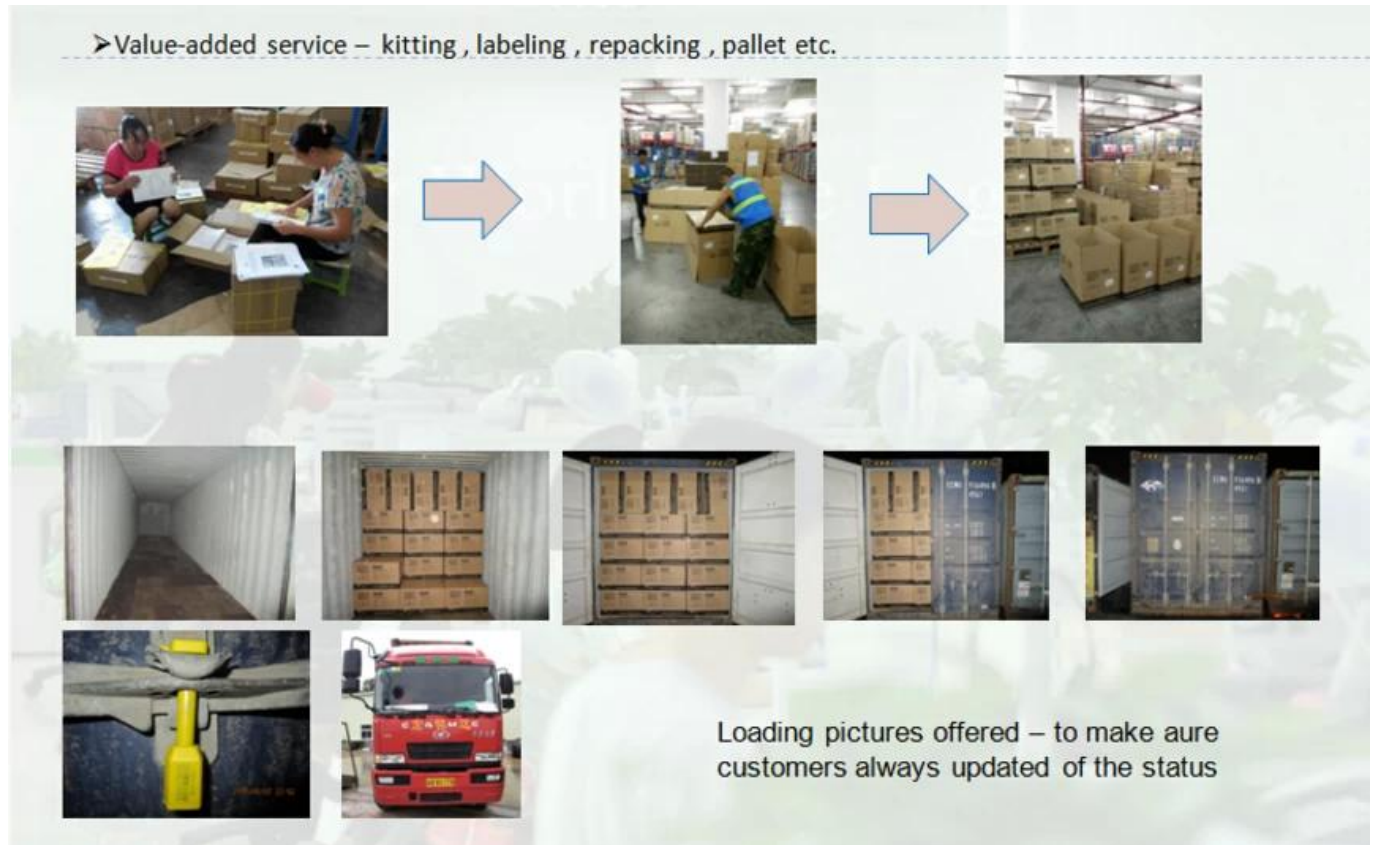 ➢Value-added service – kitting , labeling , repacking , pallet etc.
Loading pictures offered – to make aure
customers always updated of the status